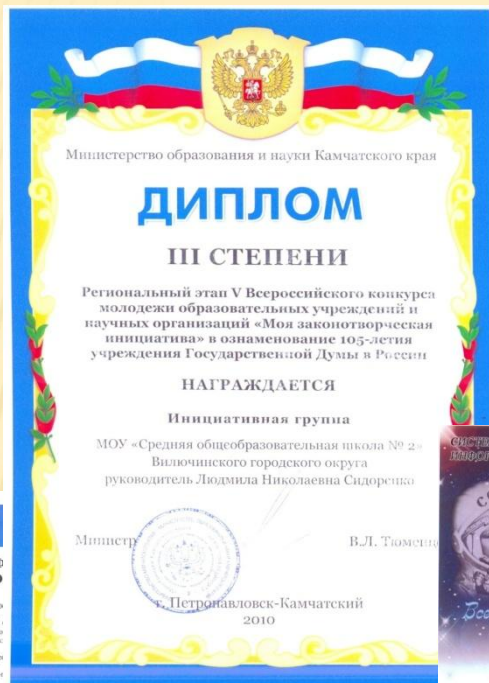 Министерство образования и науки Камчатского края
ДИПЛОМ
III СТЕПЕНИ
Региональный этап V Всероссийского конкурса
молодежи образовательных учреждений и
научных организаций «Моя законотворческая
инициатива» в ознаменование 105-летия
учреждения Государственной Думы в России
НАГРАЖДАЕТСЯ
Инициативная группа
МОУ «Средняя общеобразовательная школа № 2»
Вилючинского городского округа
руководитель Людмила Николаевна Сидоренко
Министр
В.Л. Тюменц
г. Петропавловск-Камчатский
2010